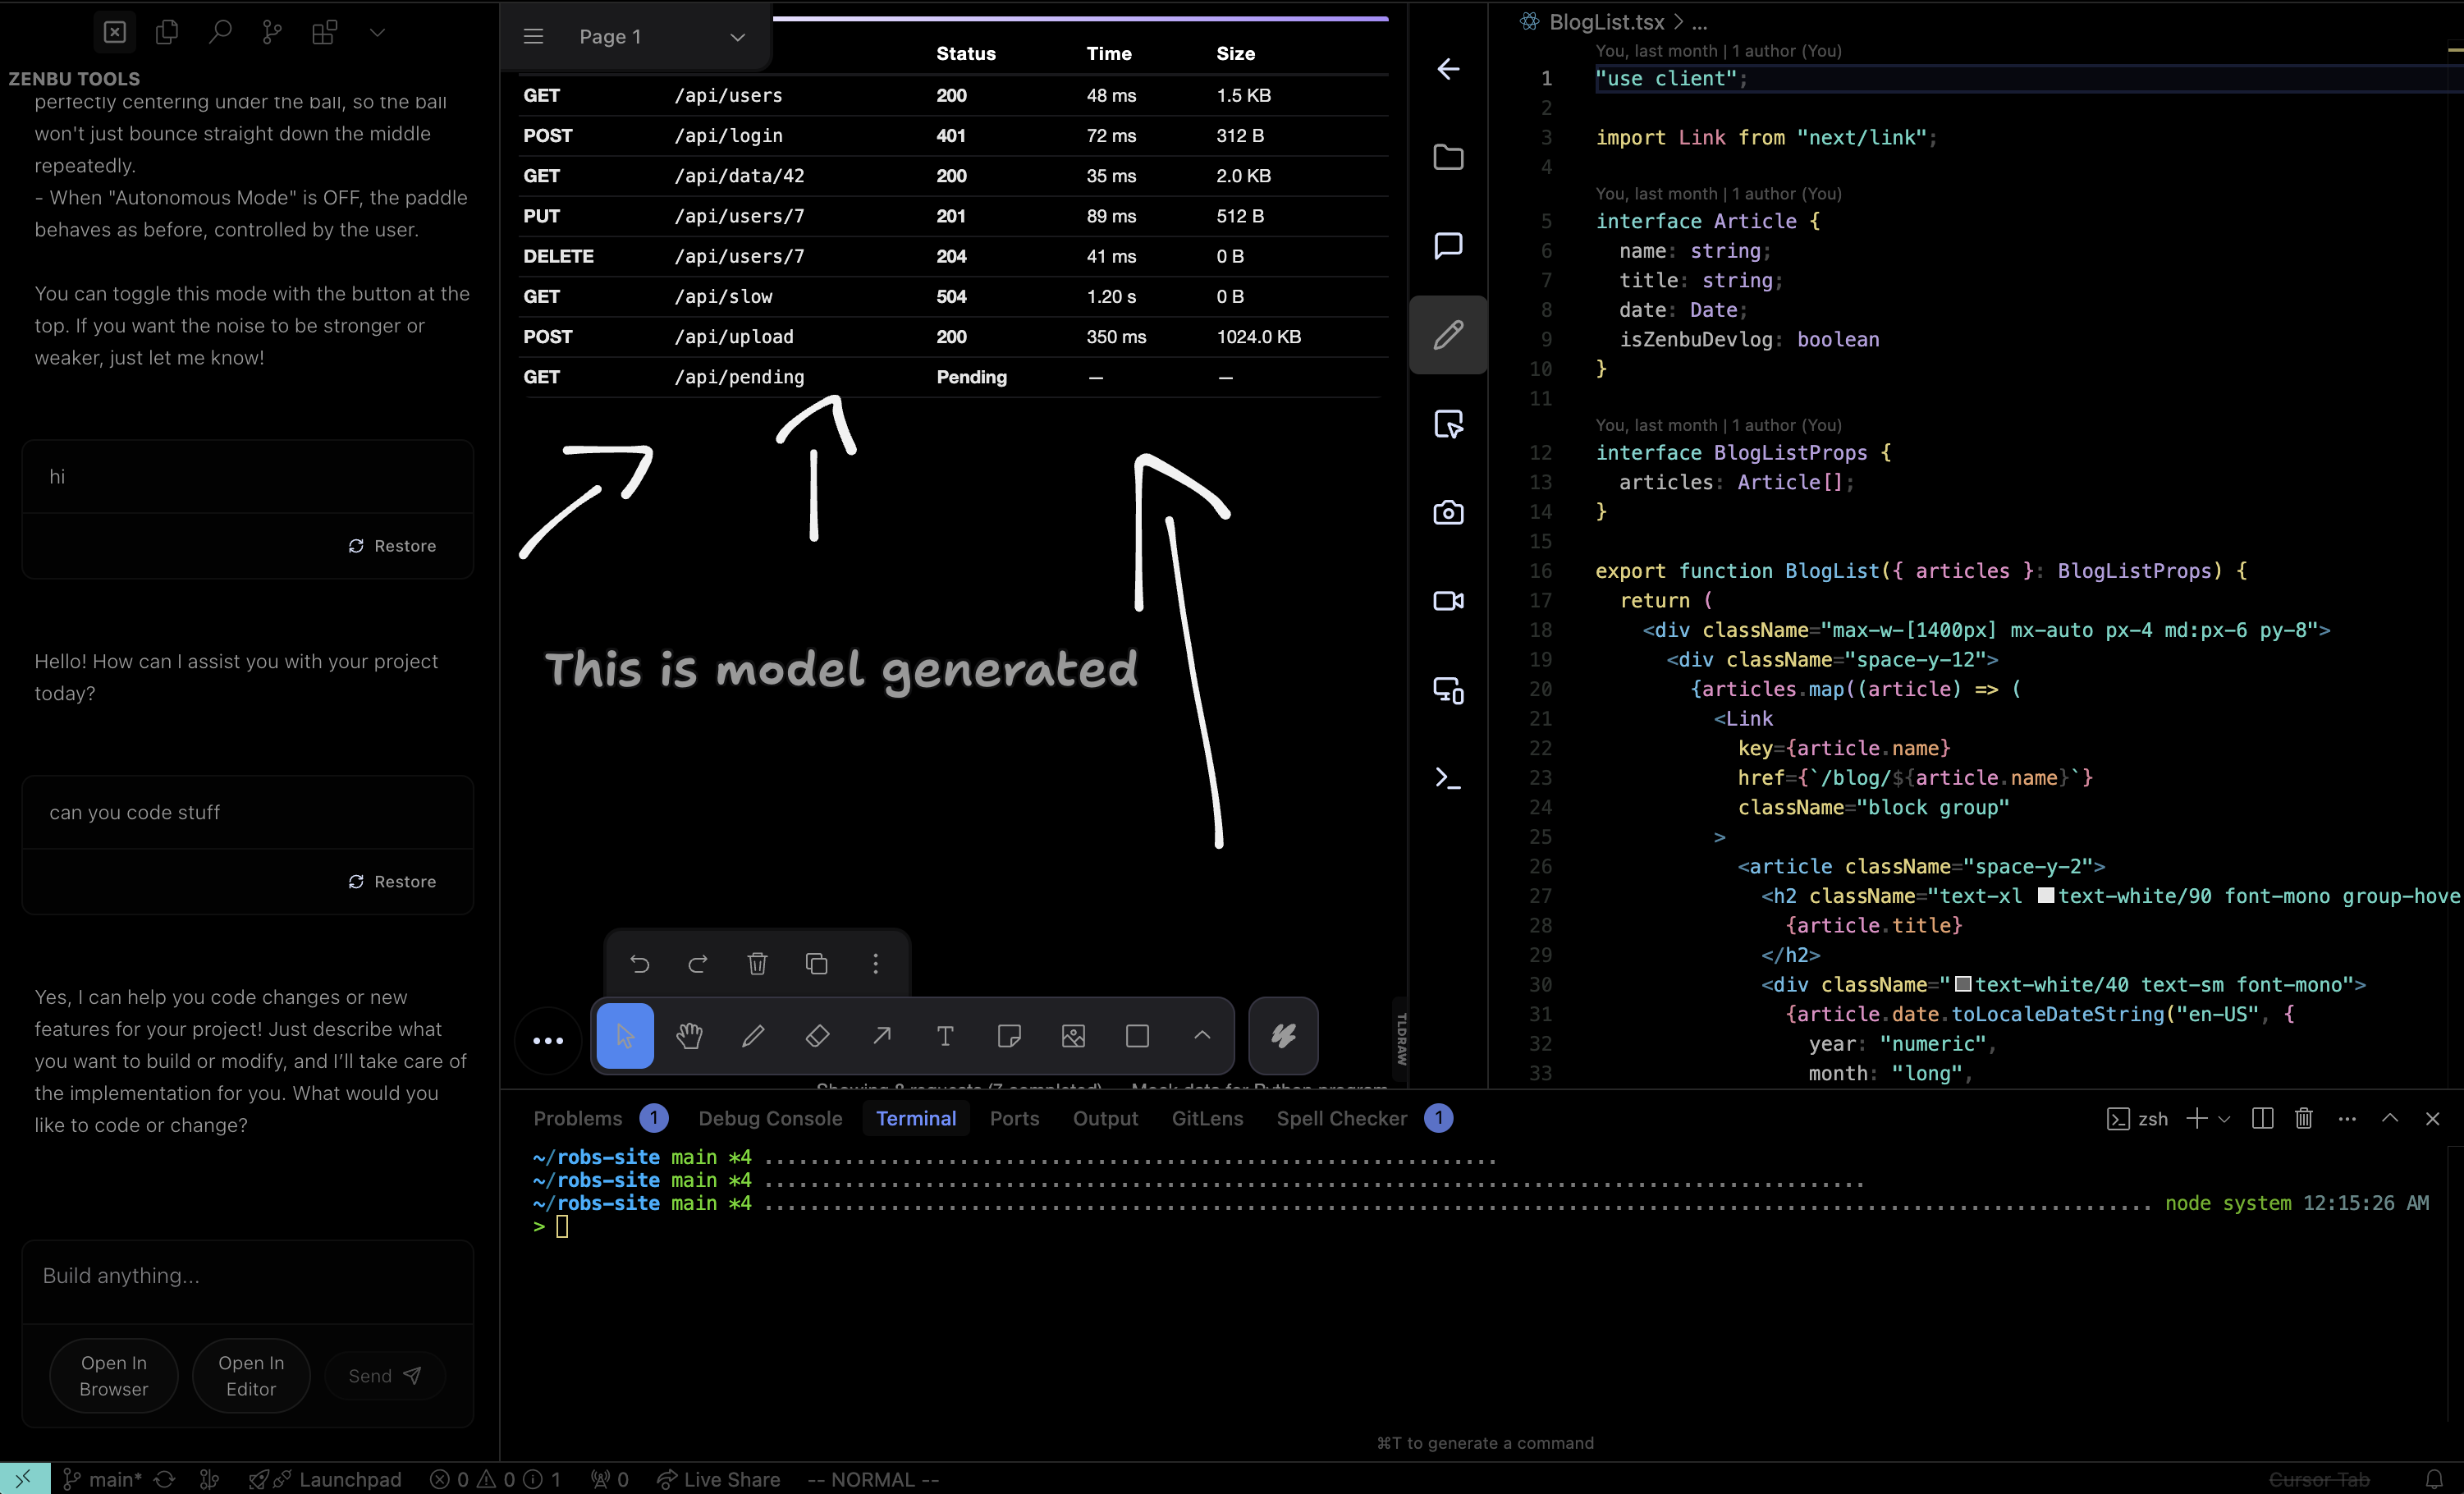 ZENBU TOOLS
perfectly centering under the ball, so the ball
won't just bounce straight down the middle
repeatedly.
- When "Autonomous Mode" is OFF, the paddle
behaves as before, controlled by the user.
You can toggle this mode with the button at the
top. If you want the noise to be stronger or
weaker, just let me know!
hi
Restore
Hello! How can I assist you with your project
today?
can you code stuff
Restore
Yes, I can help you code changes or new
features for your project! Just describe what
you want to build or modify, and I’ll take care of
the implementation for you. What would you
like to code or change?
Build anything...
Open In
Browser
Open In
Editor
Send
Page 1
Status Time Size
GET /api/users 200 48 ms 1.5 KB
POST /api/login 401 72 ms 312 B
GET /api/data/42 200 35 ms 2.0 KB
PUT /api/users/7 201 89 ms 512 B
DELETE /api/users/7 204 41 ms 0 B
GET /api/slow 504 1.20 s 0 B
POST /api/upload 200 350 ms 1024.0 KB
GET /api/pending Pending — —
This is model generated
TLDRAW
Showing 8 requests (7 completed) — Mock data for Python program
BlogList.tsx > ...
You, last month | 1 author (You)
1 "use client";
2
3 import Link from "next/link";
4
You, last month | 1 author (You)
5 interface Article {
6 name: string;
7 title: string;
8 date: Date;
9 isZenbuDevlog: boolean
10 }
11
You, last month | 1 author (You)
12 interface BlogListProps {
13 articles: Article[];
14 }
15
16 export function BlogList({ articles }: BlogListProps) {
17 return (
18 <div className="max-w-[1400px] mx-auto px-4 md:px-6 py-8">
19 <div className="space-y-12">
20 {articles.map((article) => (
21 <Link
22 key={article.name}
23 href={`/blog/${article.name}`}
24 className="block group"
25 >
26 <article className="space-y-2">
27 <h2 className="text-xl text-white/90 font-mono group-hove
28 {article.title}
29 </h2>
30 <div className="text-white/40 text-sm font-mono">
31 {article.date.toLocaleDateString("en-US", {
32 year: "numeric",
33 month: "long",
Problems 1 Debug Console Terminal Ports Output GitLens Spell Checker 1 zsh
~/robs-site main *4
~/robs-site main *4
~/robs-site main *4 node system 12:15:26 AM
>
⌘T to generate a command
main* Launchpad 0 0 1 0 Live Share -- NORMAL -- Cursor Tab